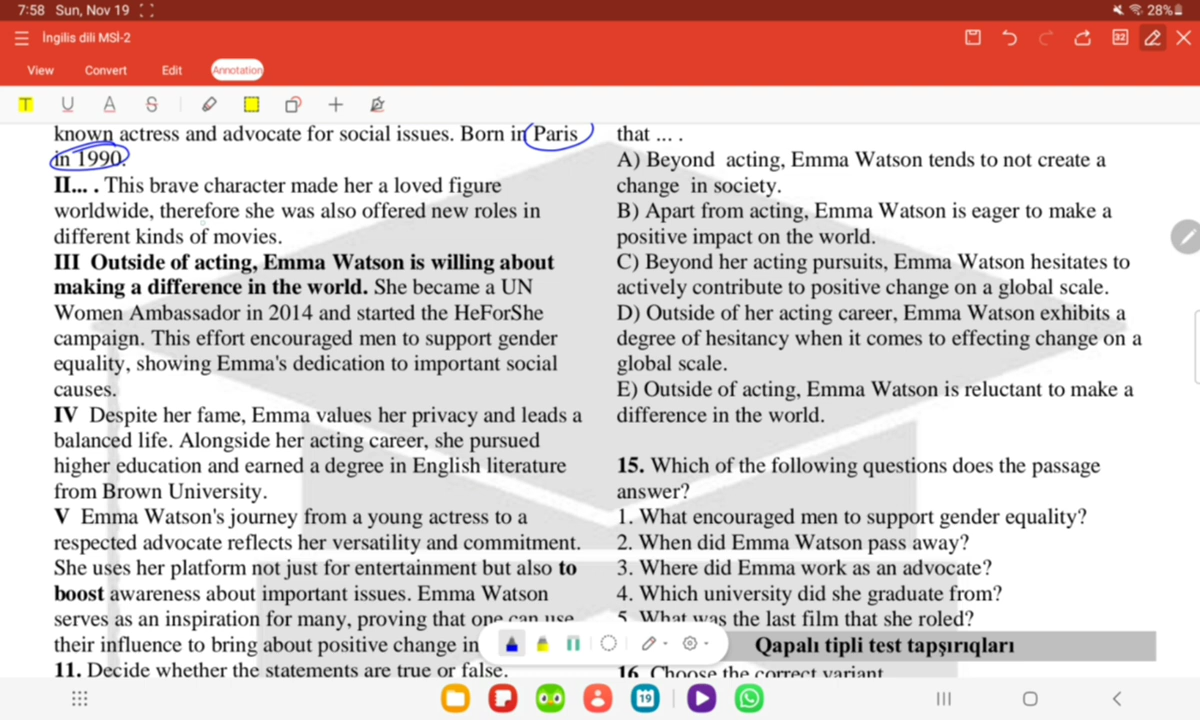 7:58 Sun, Nov 19
28%
İngilis dili MSİ-2
32
View Convert Edit Annotation
T U A S
known actress and advocate for social issues. Born in Paris
in 1990.
II... . This brave character made her a loved figure
worldwide, therefore she was also offered new roles in
different kinds of movies.
III Outside of acting, Emma Watson is willing about
making a difference in the world. She became a UN
Women Ambassador in 2014 and started the HeForShe
campaign. This effort encouraged men to support gender
equality, showing Emma's dedication to important social
causes.
IV Despite her fame, Emma values her privacy and leads a
balanced life. Alongside her acting career, she pursued
higher education and earned a degree in English literature
from Brown University.
V Emma Watson's journey from a young actress to a
respected advocate reflects her versatility and commitment.
She uses her platform not just for entertainment but also to
boost awareness about important issues. Emma Watson
serves as an inspiration for many, proving that one can use
their influence to bring about positive change in
11. Decide whether the statements are true or false.
that ... .
A) Beyond acting, Emma Watson tends to not create a
change in society.
B) Apart from acting, Emma Watson is eager to make a
positive impact on the world.
C) Beyond her acting pursuits, Emma Watson hesitates to
actively contribute to positive change on a global scale.
D) Outside of her acting career, Emma Watson exhibits a
degree of hesitancy when it comes to effecting change on a
global scale.
E) Outside of acting, Emma Watson is reluctant to make a
difference in the world.
15. Which of the following questions does the passage
answer?
1. What encouraged men to support gender equality?
2. When did Emma Watson pass away?
3. Where did Emma work as an advocate?
4. Which university did she graduate from?
5. What was the last film that she roled?
Qapalı tipli test tapşırıqları
16. Choose the correct variant
19